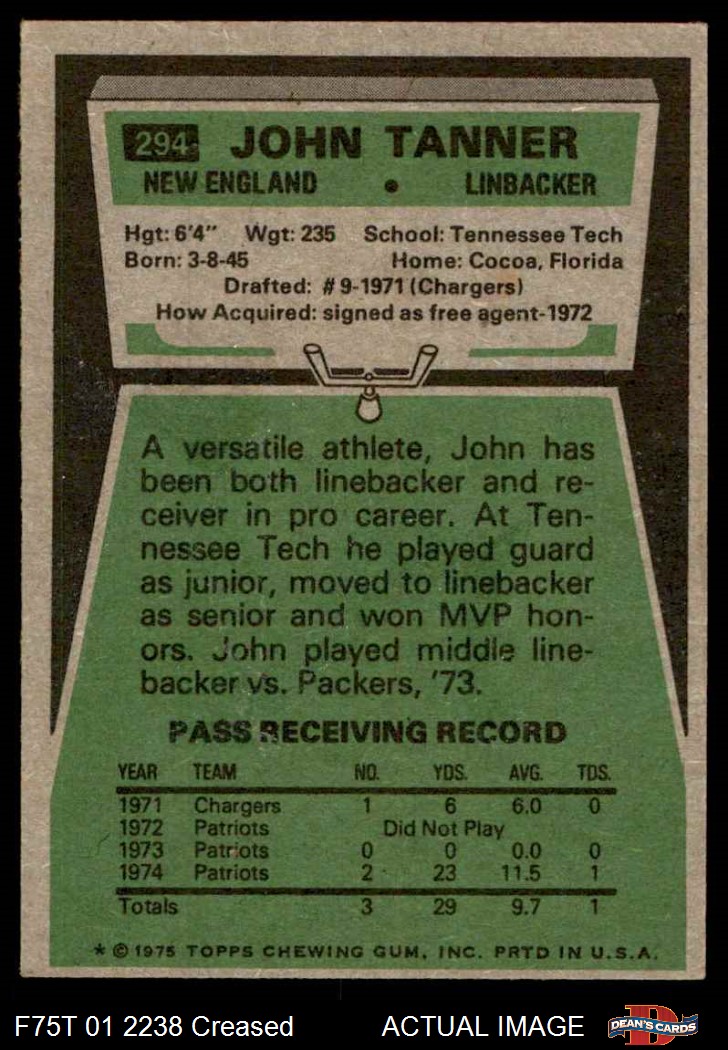 294 JOHN TANNER
NEW ENGLAND • LINBACKER
Hgt: 6'4" Wgt: 235 School: Tennessee Tech
Born: 3-8-45 Home: Cocoa, Florida
Drafted: #9-1971 (Chargers)
How Acquired: signed as free agent-1972
A versatile athlete, John has
been both linebacker and re-
ceiver in pro career. At Ten-
nessee Tech he played guard
as junior, moved to linebacker
as senior and won MVP hon-
ors. John played middle line-
backer vs. Packers, '73.
PASS RECEIVING RECORD
YEAR TEAM NO. YDS. AVG. TDS.
1971 Chargers 1 6 6.0 0
1972 Patriots Did Not Play
1973 Patriots 0 0 0.0 0
1974 Patriots 2 23 11.5 1
Totals 3 29 9.7 1
* © 1975 TOPPS CHEWING GUM, INC. PRTD IN U.S.A.
F75T 01 2238 Creased ACTUAL IMAGE D DEAN'S CARDS